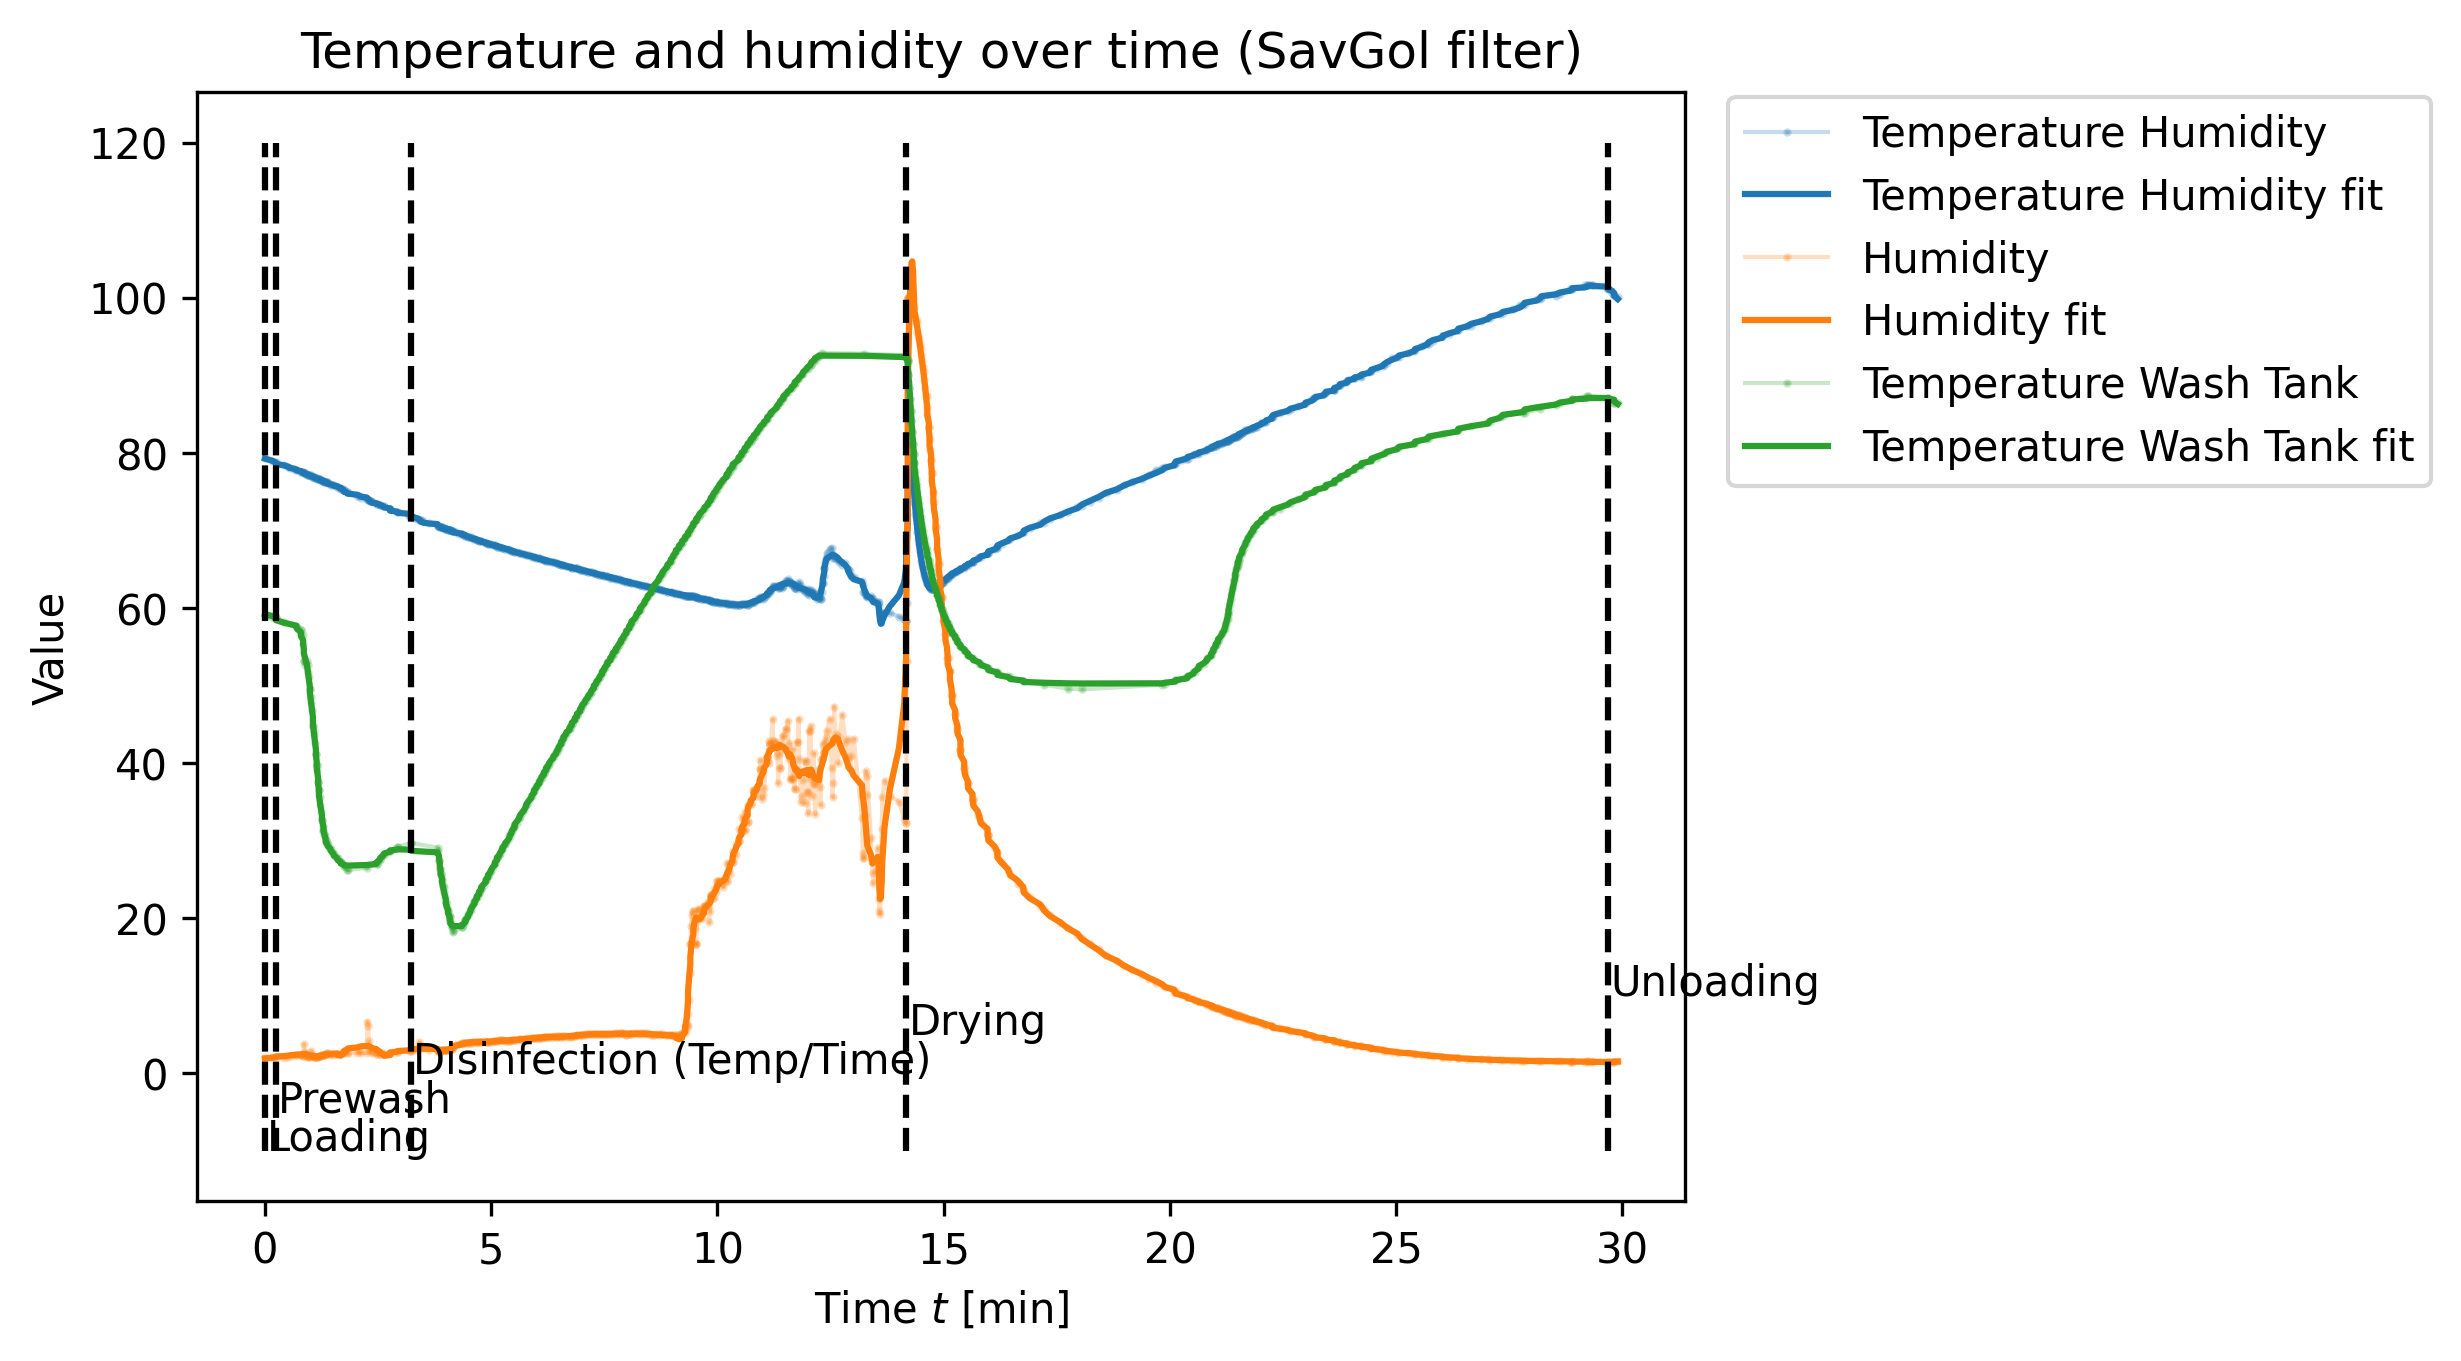 Temperature and humidity over time (SavGol filter)
Value
120
100
80
60
40
20
0
Unloading
Drying
Disinfection (Temp/Time)
Prewash
Loading
0 5 10 15 20 25 30
Time t [min]
Temperature Humidity
Temperature Humidity fit
Humidity
Humidity fit
Temperature Wash Tank
Temperature Wash Tank fit